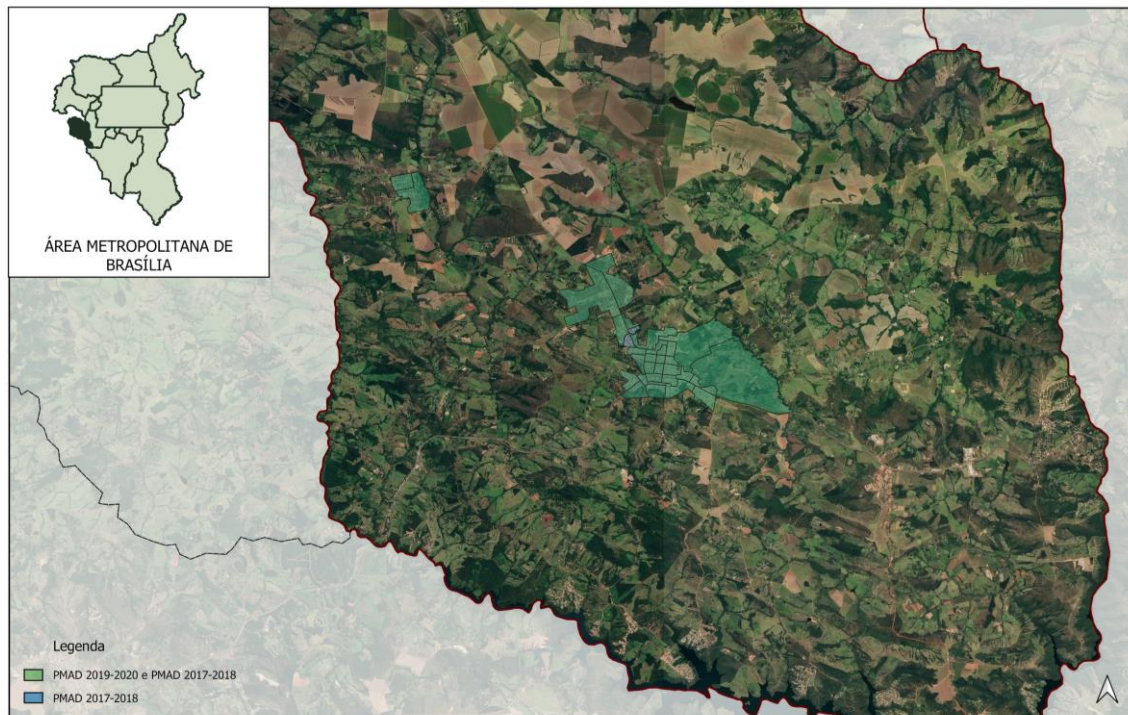 ÁREA METROPOLITANA DE
BRASÍLIA
Legenda
PMAD 2019-2020 e PMAD 2017-2018
PMAD 2017-2018